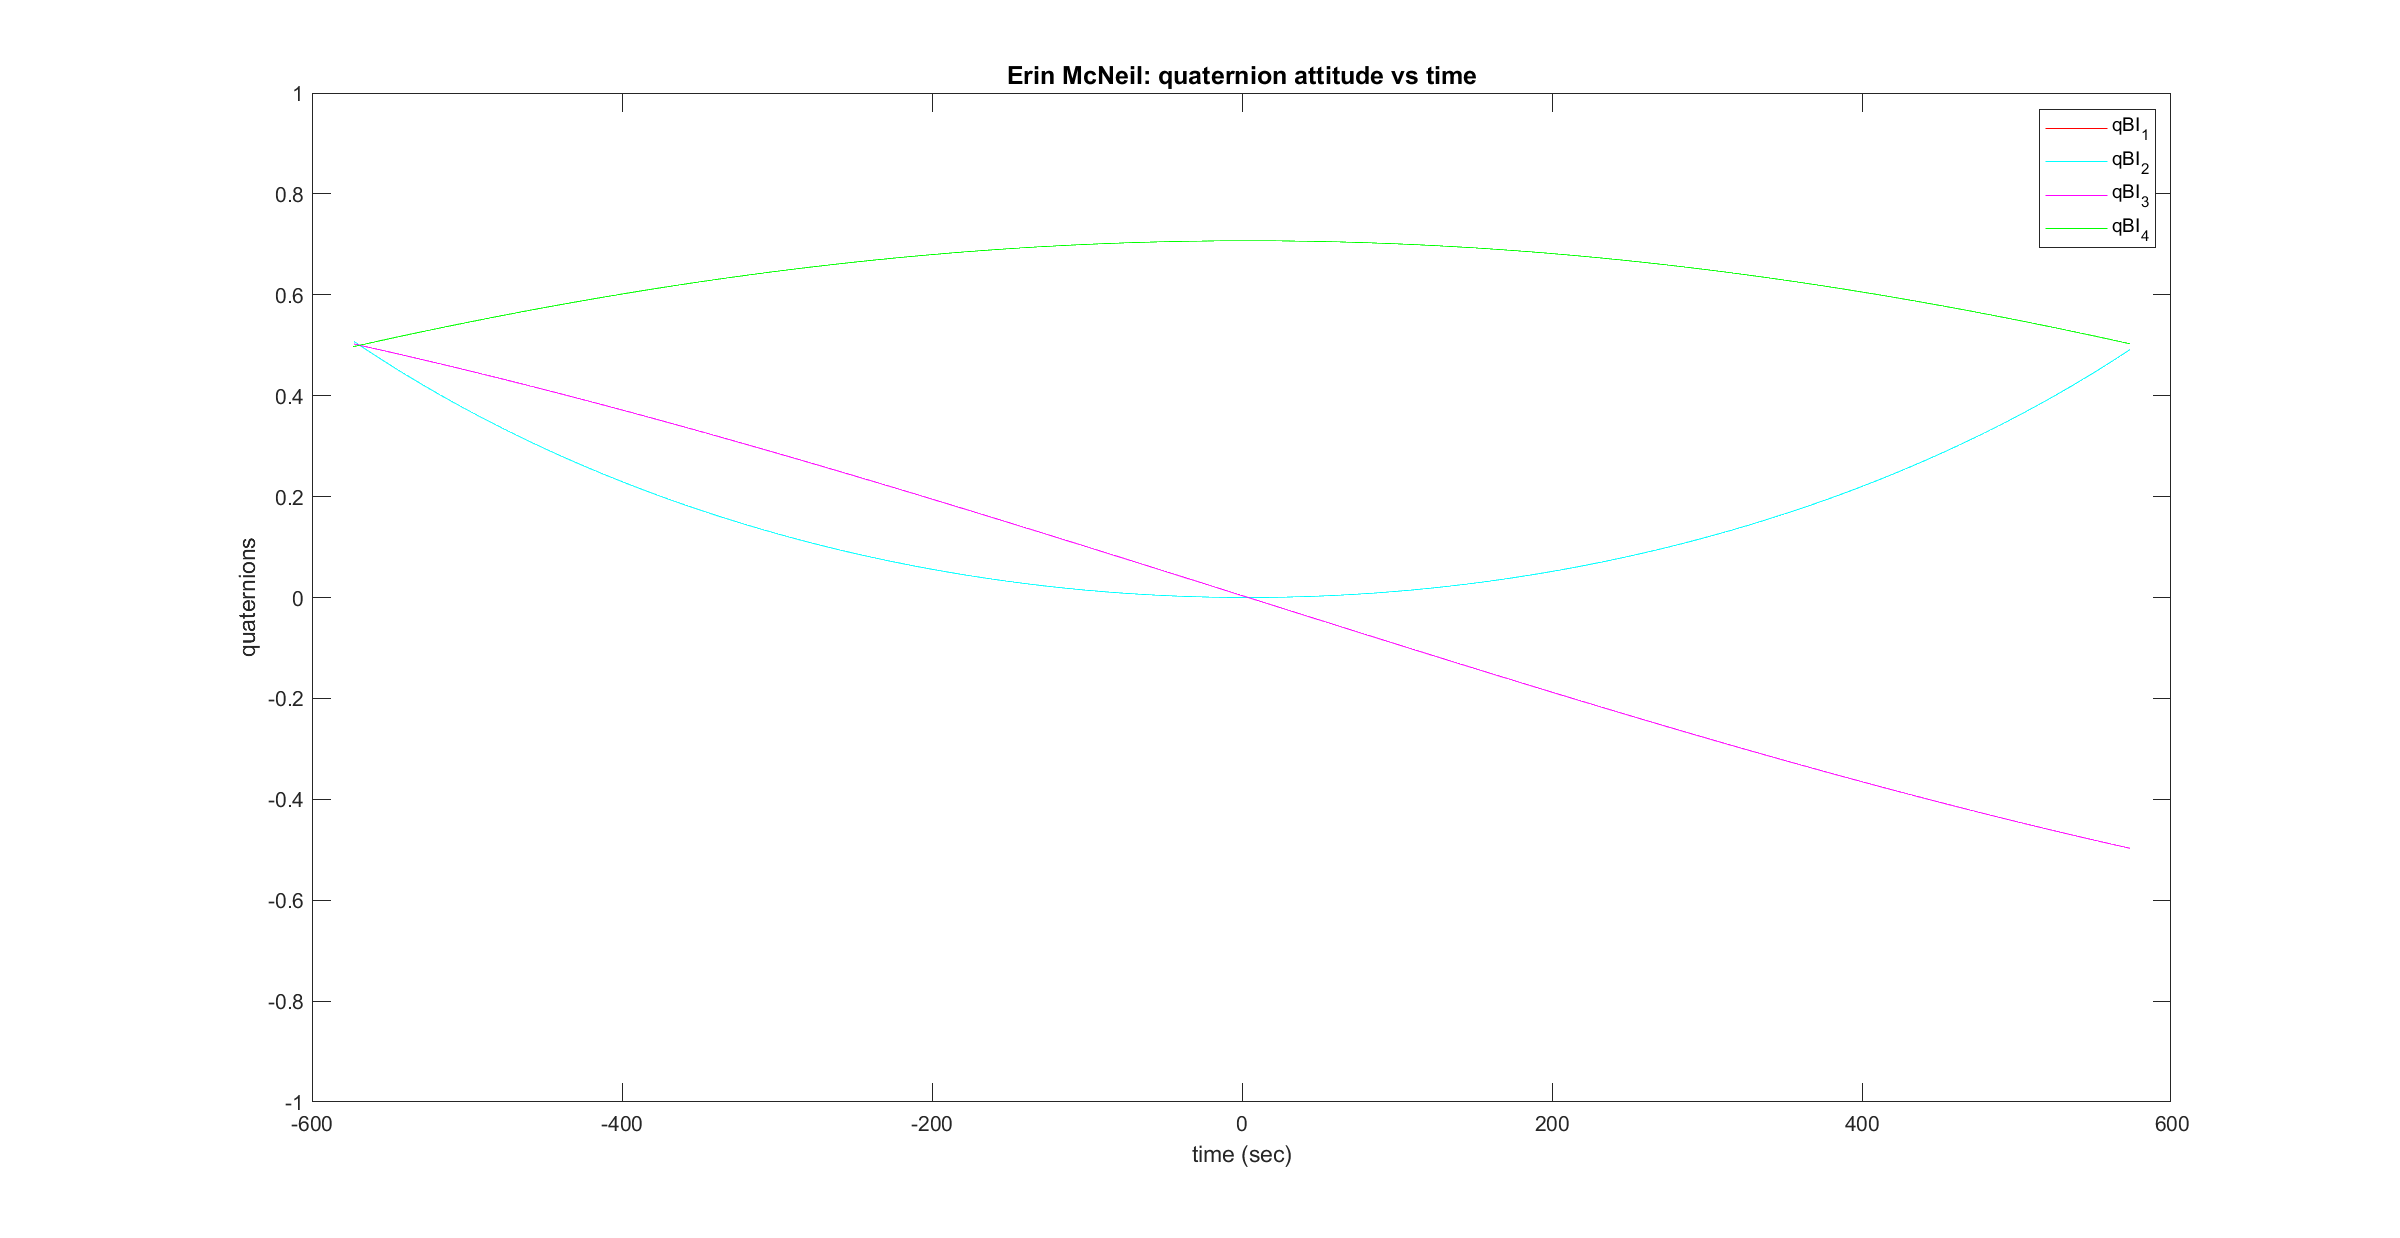 Erin McNeil: quaternion attitude vs time
1
0.8
0.6
0.4
0.2
0
-0.2
-0.4
-0.6
-0.8
-1
quaternions
-600 -400 -200 0 200 400 600
time (sec)
qBI1
qBI2
qBI3
qBI4